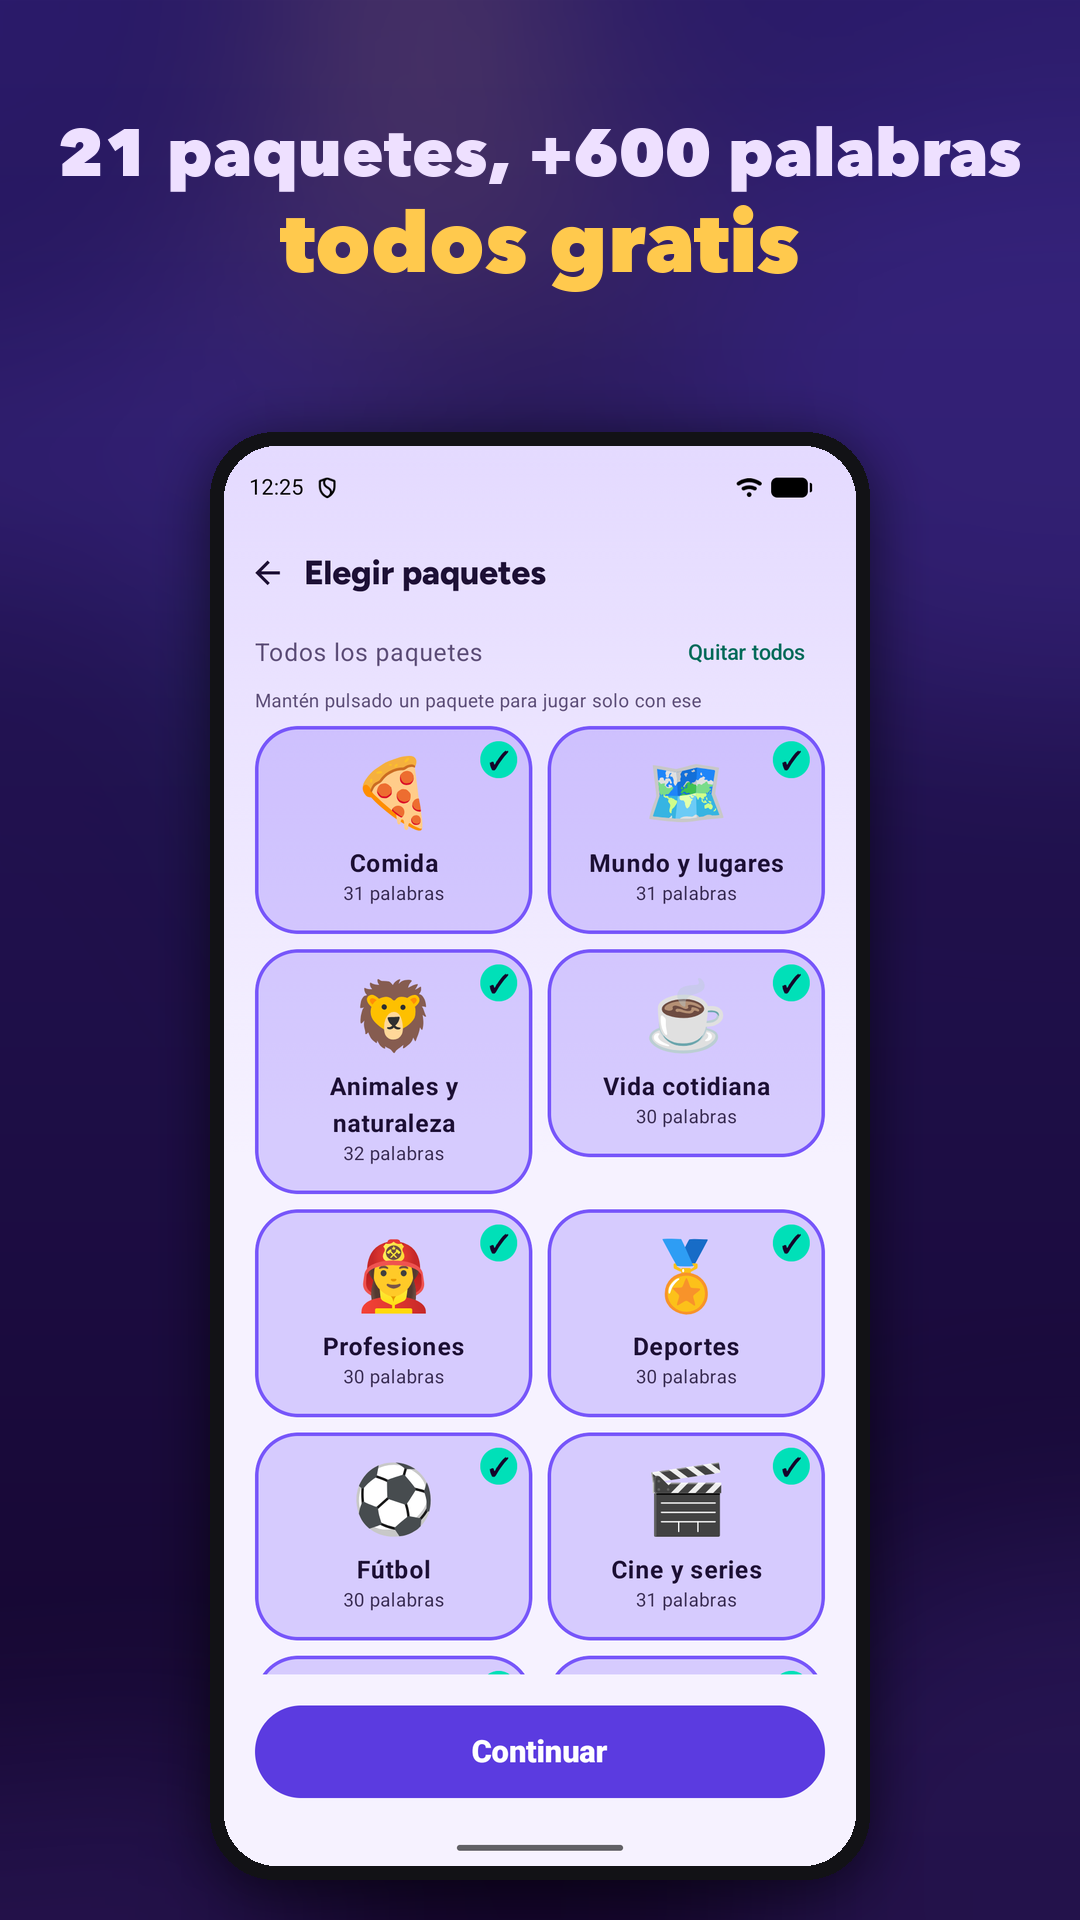 21 paquetes, +600 palabras
todos gratis
12:25
Elegir paquetes
Todos los paquetes
Quitar todos
Mantén pulsado un paquete para jugar solo con ese
Comida
31 palabras
Mundo y lugares
31 palabras
Animales y
naturaleza
32 palabras
Vida cotidiana
30 palabras
Profesiones
30 palabras
Deportes
30 palabras
Fútbol
30 palabras
Cine y series
31 palabras
Continuar